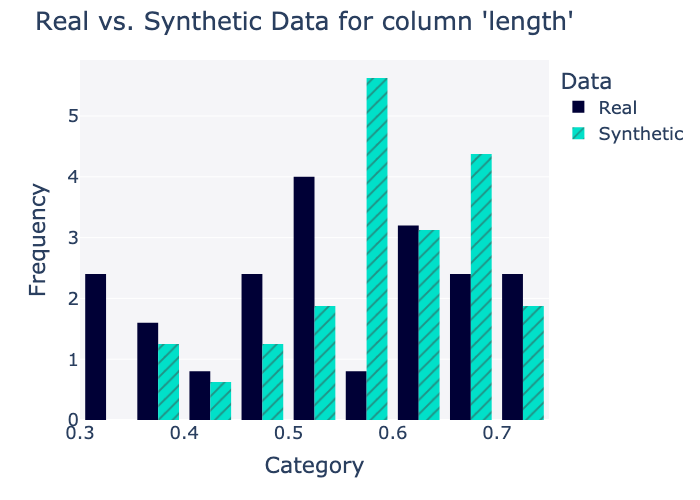 Real vs. Synthetic Data for column 'length'
Data
Real
Synthetic
Frequency
5
4
3
2
1
0
0.3
0.4
0.5
0.6
0.7
Category